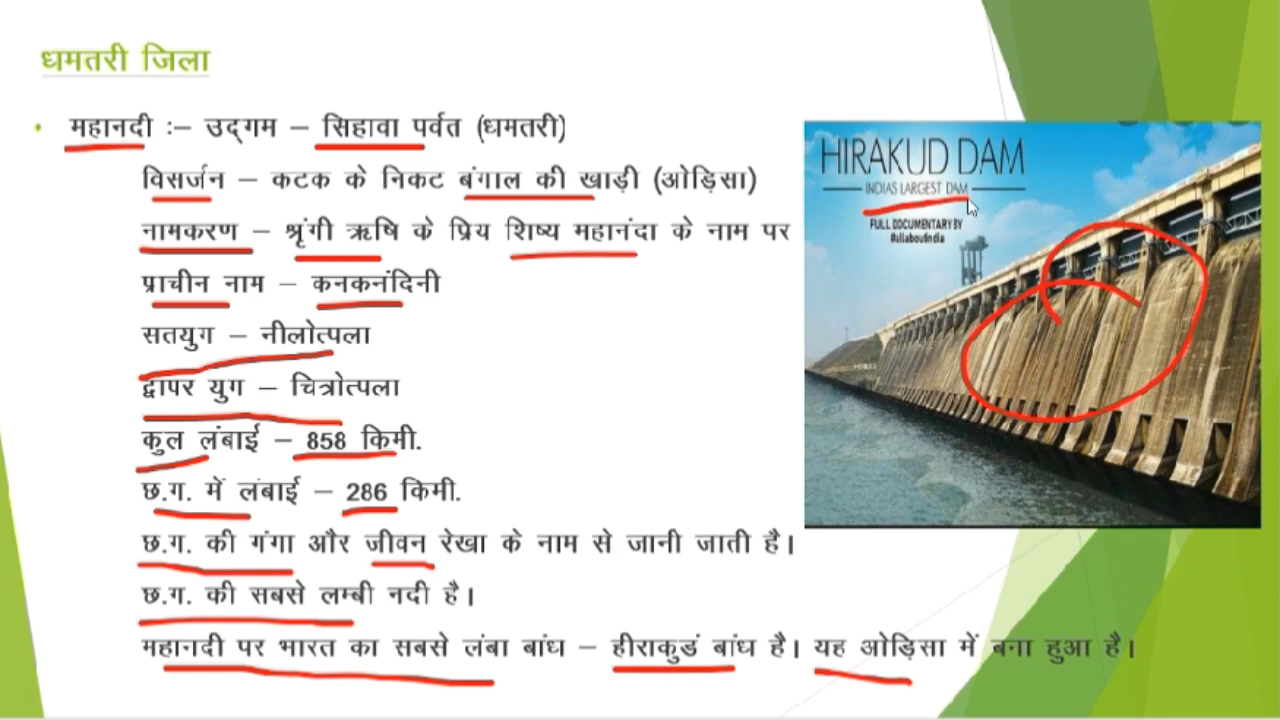 धमतरी जिला
महानदी :– उद्गम – सिहावा पर्वत (धमतरी)
विसर्जन – कटक के निकट बंगाल की खाड़ी (ओड़िसा)
नामकरण – श्रृंगी ऋषि के प्रिय शिष्य महानंदा के नाम पर
प्राचीन नाम – कनकनंदिनी
सतयुग – नीलोत्पला
द्वापर युग – चित्रोत्पला
कुल लंबाई – 858 किमी.
छ.ग. में लंबाई – 286 किमी.
छ.ग. की गंगा और जीवन रेखा के नाम से जानी जाती है।
छ.ग. की सबसे लम्बी नदी है।
महानदी पर भारत का सबसे लंबा बांध – हीराकुडं बांध है। यह ओड़िसा में बना हुआ है।
HIRAKUD DAM
INDIAS LARGEST DAM
FULL DOCUMENTARY BY
#allaboutindia